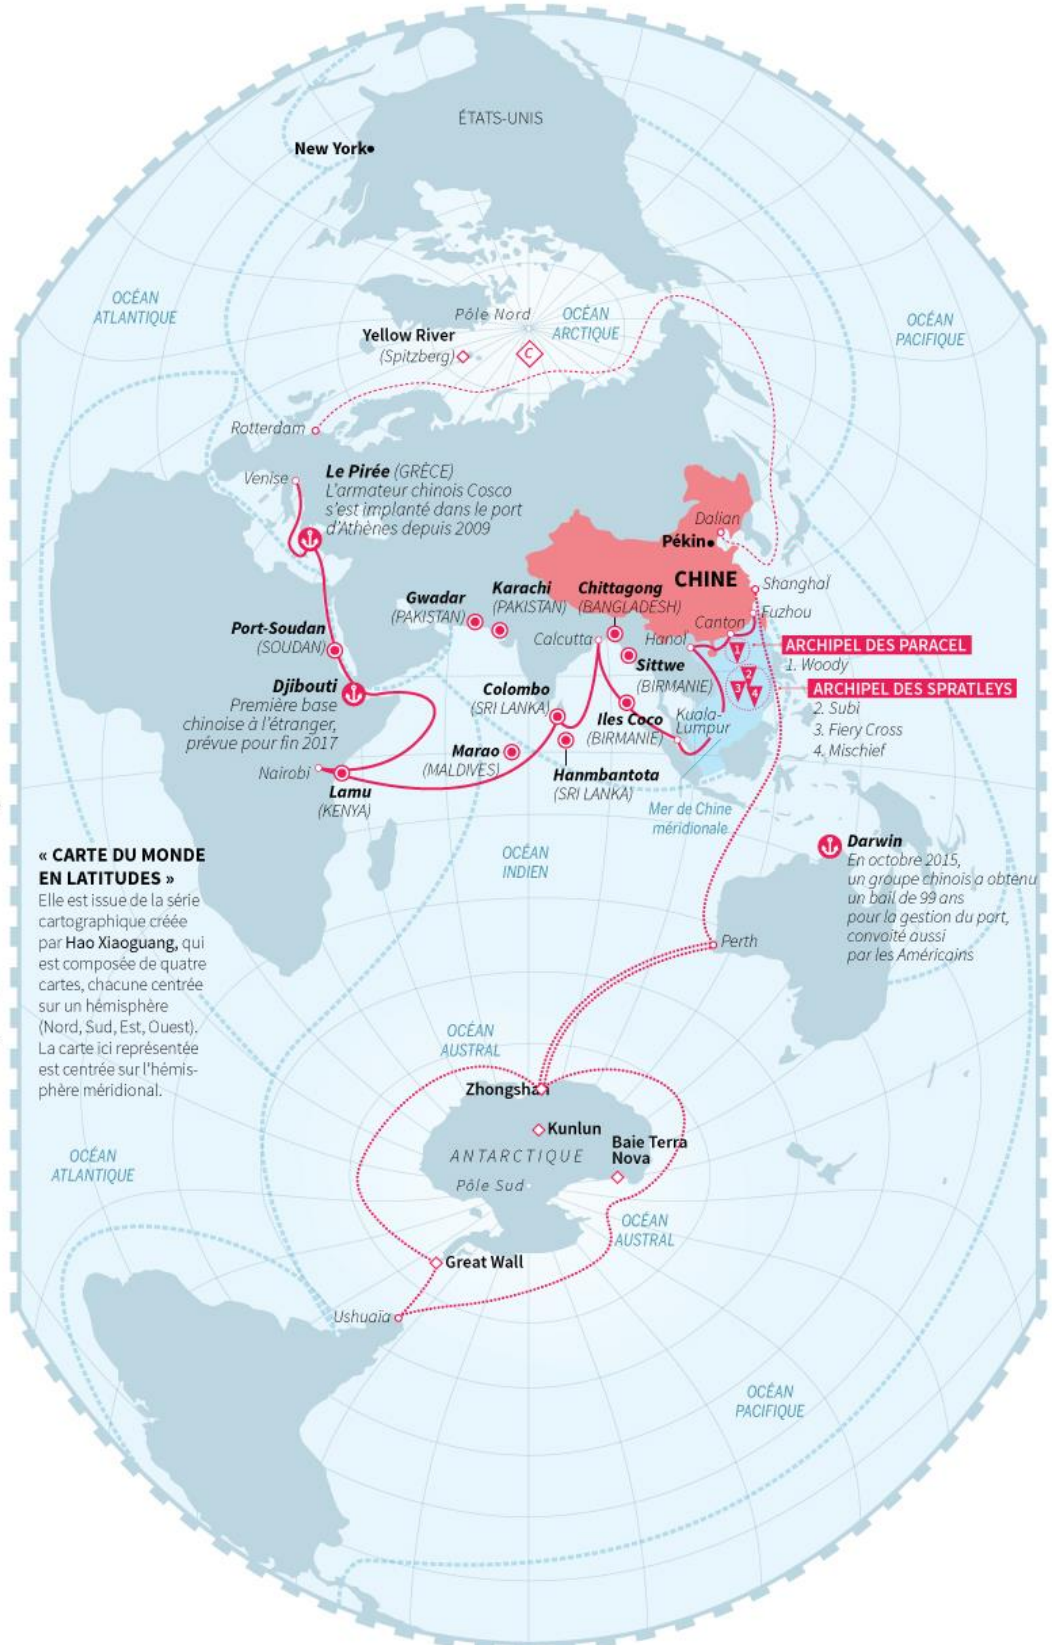 ÉTATS-UNIS
New York
OCÉAN
ATLANTIQUE
Pôle Nord
OCÉAN
ARCTIQUE
OCÉAN
PACIFIQUE
Yellow River
(Spitzberg)
C
Rotterdam
Venise
Le Pirée (GRÈCE)
L'armateur chinois Cosco
s'est implanté dans le port
d'Athènes depuis 2009
Dalian
Pékin
CHINE
Shanghaï
Fuzhou
Canton
Hanoï
Gwadar
(PAKISTAN)
Karachi
(PAKISTAN)
Chittagong
(BANGLADESH)
Calcutta
Sittwe
(BIRMANIE)
Port-Soudan
(SOUDAN)
Djibouti
Première base
chinoise à l'étranger,
prévue pour fin 2017
Nairobi
Lamu
(KENYA)
Colombo
(SRI LANKA)
Iles Coco
(BIRMANIE)
Kuala-
Lumpur
Marao
(MALDIVES)
Hanmbantota
(SRI LANKA)
Mer de Chine
méridionale
1
2
3
4
ARCHIPEL DES PARACEL
1. Woody
ARCHIPEL DES SPRATLEYS
2. Subi
3. Fiery Cross
4. Mischief
Darwin
En octobre 2015,
un groupe chinois a obtenu
un bail de 99 ans
pour la gestion du port,
convoité aussi
par les Américains
OCÉAN
INDIEN
« CARTE DU MONDE
EN LATITUDES »
Elle est issue de la série
cartographique créée
par Hao Xiaoguang, qui
est composée de quatre
cartes, chacune centrée
sur un hémisphère
(Nord, Sud, Est, Ouest).
La carte ici représentée
est centrée sur l'hémis-
phère méridional.
Perth
OCÉAN
AUSTRAL
Zhongshan
Kunlun
Baie Terra
Nova
ANTARCTIQUE
Pôle Sud
OCÉAN
ATLANTIQUE
OCÉAN
AUSTRAL
Great Wall
Ushuaïa
OCÉAN
PACIFIQUE